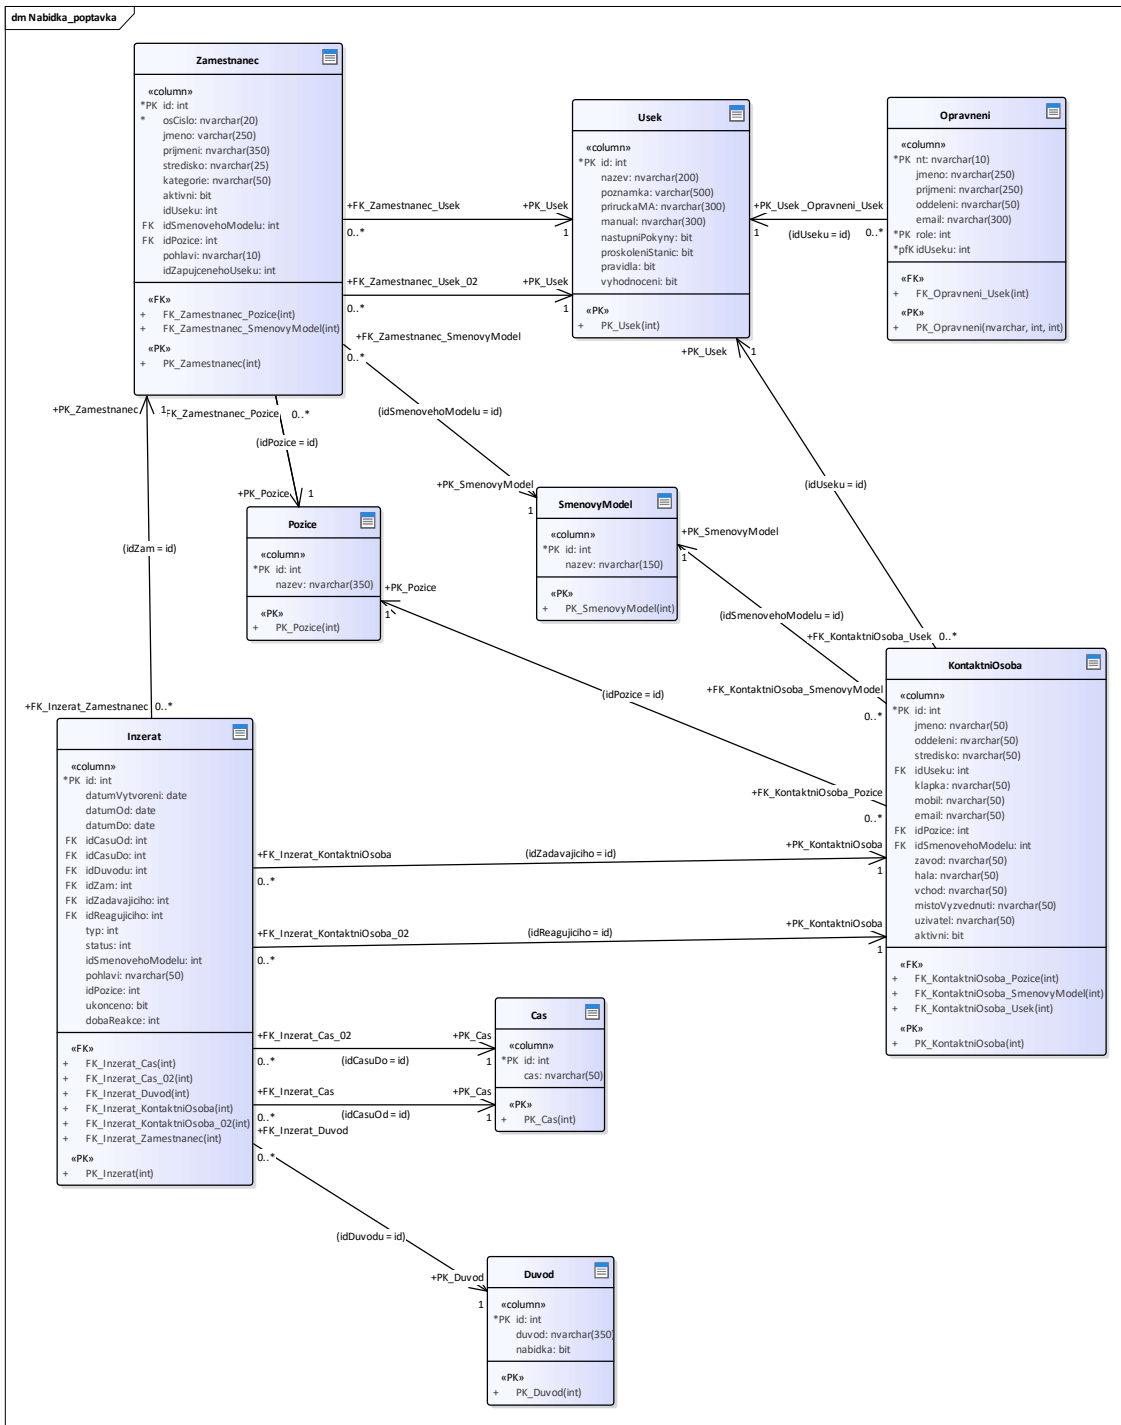 dm Nabidka_poptavka
Zamestnanec
«column»
*PK id: int
* osCislo: nvarchar(20)
jmeno: varchar(250)
prijmeni: nvarchar(350)
stredisko: nvarchar(25)
kategorie: nvarchar(50)
aktivni: bit
idUseku: int
FK idSmenovehoModelu: int
FK idPozice: int
pohlavi: nvarchar(10)
idZapujcenehoUseku: int
«FK»
+ FK_Zamestnanec_Pozice(int)
+ FK_Zamestnanec_SmenovyModel(int)
«PK»
+ PK_Zamestnanec(int)
Usek
«column»
*PK id: int
nazev: nvarchar(200)
poznamka: varchar(500)
priruckaMA: nvarchar(300)
manual: nvarchar(300)
nastupniPokyny: bit
proskoleniStanic: bit
pravidla: bit
vyhodnoceni: bit
«PK»
+ PK_Usek(int)
Opravneni
«column»
*PK nt: nvarchar(10)
jmeno: nvarchar(250)
prijmeni: nvarchar(250)
oddeleni: nvarchar(50)
email: nvarchar(300)
*PK role: int
*pfK idUseku: int
«FK»
+ FK_Opravneni_Usek(int)
«PK»
+ PK_Opravneni(nvarchar, int, int)
+FK_Zamestnanec_Usek
+PK_Usek
0..*
1
+FK_Zamestnanec_Usek_02
+PK_Usek
0..*
1
+PK_Usek_Opravneni_Usek
1
(idUseku = id)
0..*
+FK_Zamestnanec_SmenovyModel
0..*
(idSmenovehoModelu = id)
+PK_SmenovyModel
1
+PK_Usek
1
(idUseku = id)
+FK_KontaktniOsoba_Usek 0..*
+PK_Zamestnanec
1
FK_Zamestnanec_Pozice
0..*
(idPozice = id)
+PK_Pozice
1
(idZam = id)
+FK_Inzerat_Zamestnanec
0..*
Pozice
«column»
*PK id: int
nazev: nvarchar(350)
«PK»
+ PK_Pozice(int)
SmenovyModel
«column»
*PK id: int
nazev: nvarchar(150)
«PK»
+ PK_SmenovyModel(int)
+PK_SmenovyModel
1
(idSmenovehoModelu = id)
+FK_KontaktniOsoba_SmenovyModel
0..*
+PK_Pozice
1
(idPozice = id)
+FK_KontaktniOsoba_Pozice
0..*
KontaktniOsoba
«column»
*PK id: int
jmeno: nvarchar(50)
oddeleni: nvarchar(50)
stredisko: nvarchar(50)
FK idUseku: int
klapka: nvarchar(50)
mobil: nvarchar(50)
email: nvarchar(50)
FK idPozice: int
FK idSmenovehoModelu: int
zavod: nvarchar(50)
hala: nvarchar(50)
vchod: nvarchar(50)
mistoVyzvednuti: nvarchar(50)
uzivatel: nvarchar(50)
aktivni: bit
«FK»
+ FK_KontaktniOsoba_Pozice(int)
+ FK_KontaktniOsoba_SmenovyModel(int)
+ FK_KontaktniOsoba_Usek(int)
«PK»
+ PK_KontaktniOsoba(int)
Inzerat
«column»
*PK id: int
datumVytvoreni: date
datumOd: date
datumDo: date
FK idCasuOd: int
FK idCasuDo: int
FK idDuvodu: int
FK idZam: int
FK idZadavajiciho: int
FK idReagujiciho: int
typ: int
status: int
idSmenovehoModelu: int
pohlavi: nvarchar(50)
idPozice: int
ukonceno: bit
dobaReakce: int
«FK»
+ FK_Inzerat_Cas(int)
+ FK_Inzerat_Cas_02(int)
+ FK_Inzerat_Duvod(int)
+ FK_Inzerat_KontaktniOsoba(int)
+ FK_Inzerat_KontaktniOsoba_02(int)
+ FK_Inzerat_Zamestnanec(int)
«PK»
+ PK_Inzerat(int)
+FK_Inzerat_KontaktniOsoba
(idZadavajiciho = id)
+PK_KontaktniOsoba
0..*
1
+FK_Inzerat_KontaktniOsoba_02
(idReagujiciho = id)
+PK_KontaktniOsoba
0..*
1
+FK_Inzerat_Cas_02
+PK_Cas
0..*
(idCasuDo = id)
1
+FK_Inzerat_Cas
+PK_Cas
0..*
(idCasuOd = id)
1
+FK_Inzerat_Duvod
0..*
(idDuvodu = id)
+PK_Duvod
1
Cas
«column»
*PK id: int
cas: nvarchar(50)
«PK»
+ PK_Cas(int)
Duvod
«column»
*PK id: int
duvod: nvarchar(350)
nabidka: bit
«PK»
+ PK_Duvod(int)